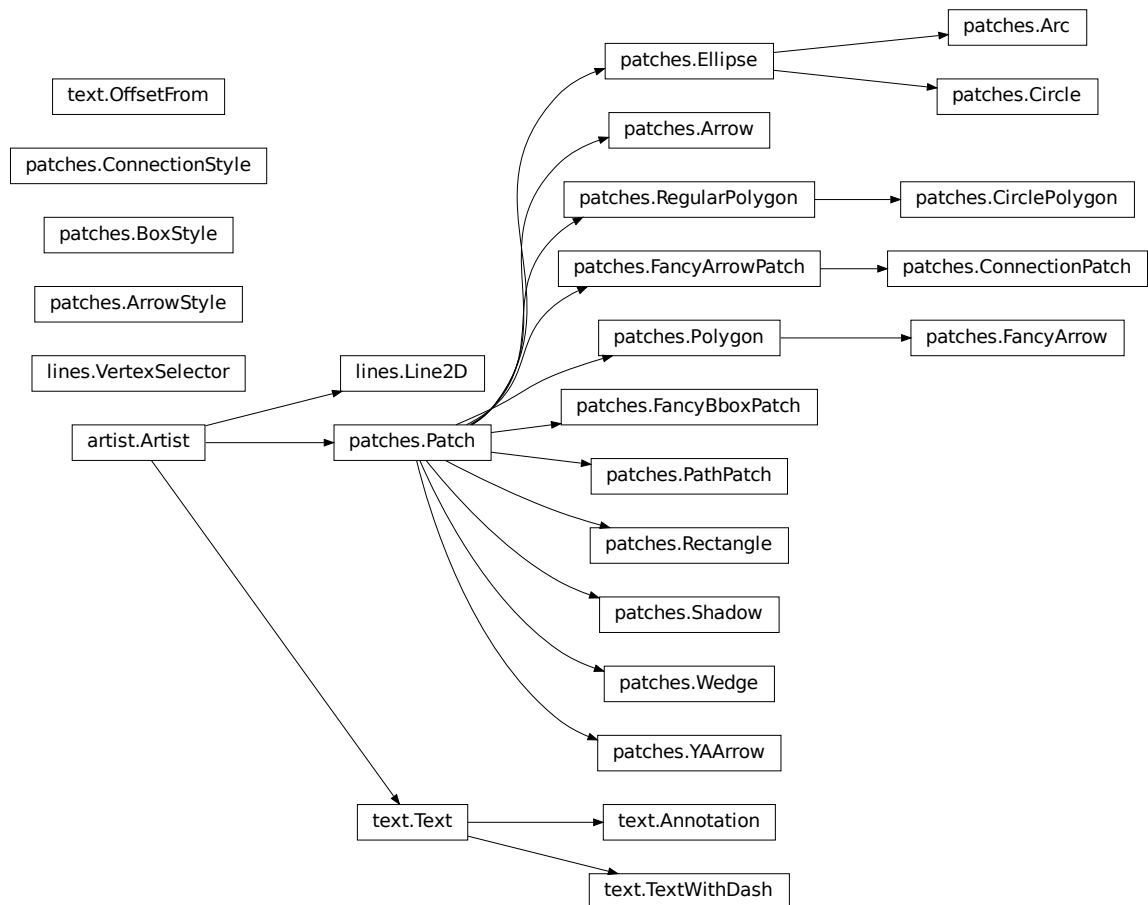 patches.Arc
patches.Ellipse
text.OffsetFrom
patches.Circle
patches.Arrow
patches.ConnectionStyle
patches.RegularPolygon
patches.CirclePolygon
patches.BoxStyle
patches.FancyArrowPatch
patches.ConnectionPatch
patches.ArrowStyle
patches.Polygon
patches.FancyArrow
lines.VertexSelector
lines.Line2D
patches.FancyBboxPatch
artist.Artist
patches.Patch
patches.PathPatch
patches.Rectangle
patches.Shadow
patches.Wedge
patches.YAArrow
text.Text
text.Annotation
text.TextWithDash